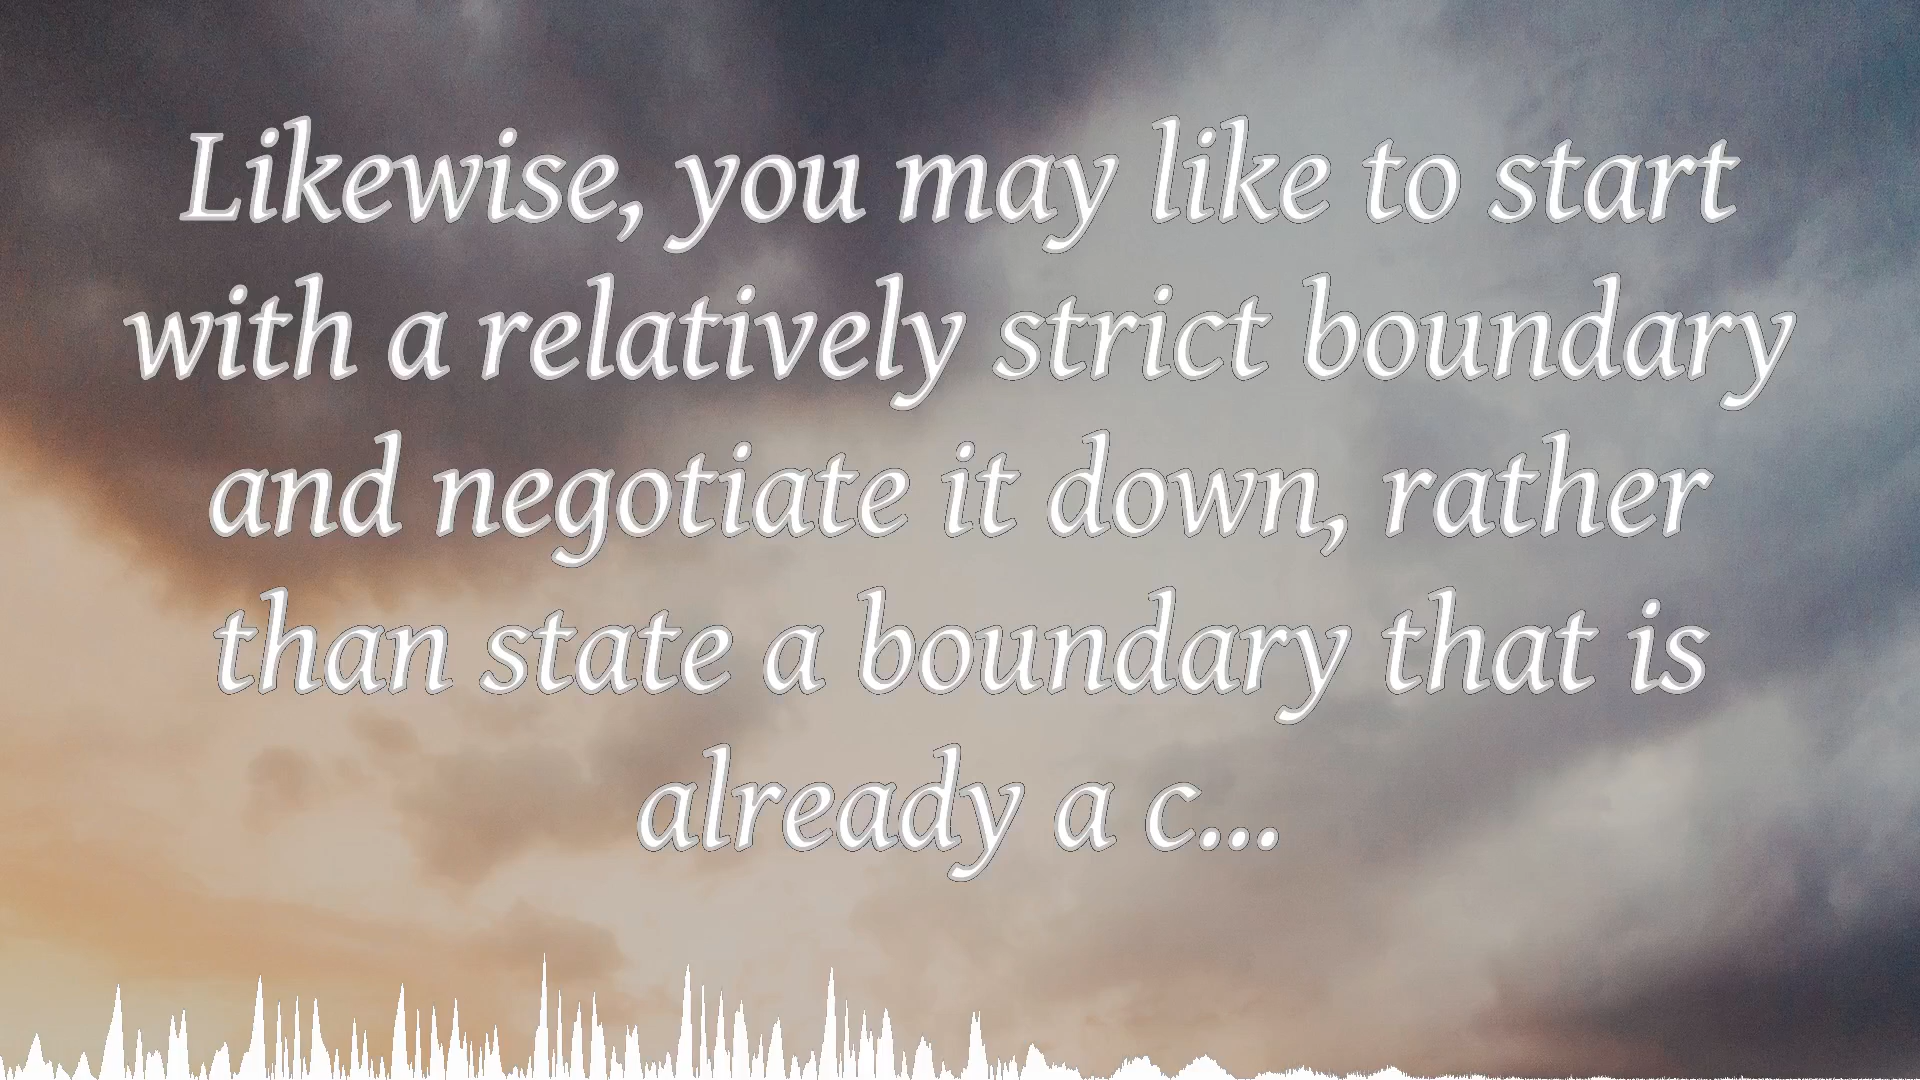 Likewise, you may like to start
with a relatively strict boundary
and negotiate it down, rather
than state a boundary that is
already a c...